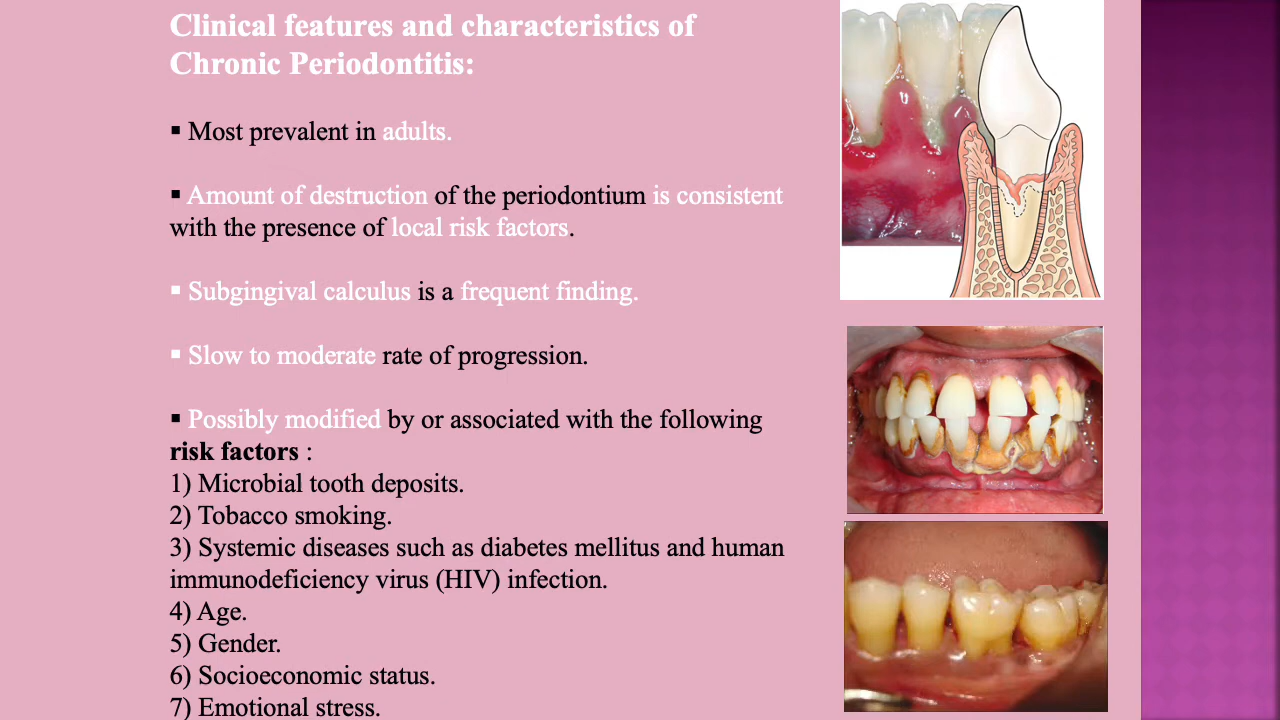 Clinical features and characteristics of
Chronic Periodontitis:
▪ Most prevalent in adults.
▪ Amount of destruction of the periodontium is consistent
with the presence of local risk factors.
▪ Subgingival calculus is a frequent finding.
▪ Slow to moderate rate of progression.
▪ Possibly modified by or associated with the following
risk factors :
1) Microbial tooth deposits.
2) Tobacco smoking.
3) Systemic diseases such as diabetes mellitus and human
immunodeficiency virus (HIV) infection.
4) Age.
5) Gender.
6) Socioeconomic status.
7) Emotional stress.